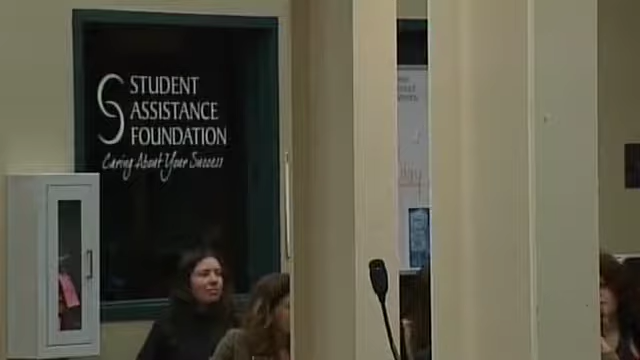 STUDENT
ASSISTANCE
FOUNDATION
Caring About Your Success